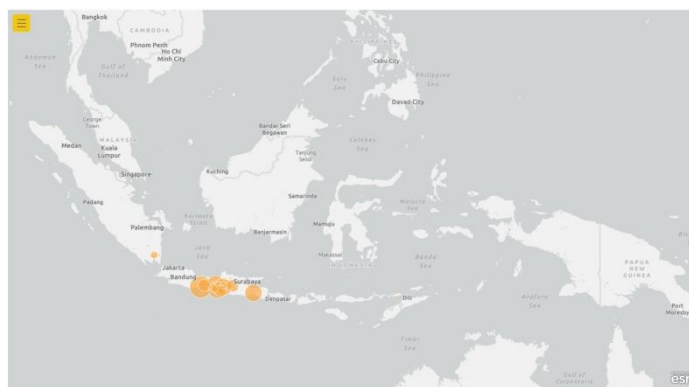 Bangkok
CAMBODIA
Phnom Penh
Ho Chi
Minh City
Andaman
Sea
Gulf of
Thailand
PHILIPPINES
Cebu City
Sulu
Sea
Philippine
Sea
Davao City
George
Town
MALAYSIA
Kuala
Lumpur
Medan
Singapore
Bandar Seri
Begawan
Celebes
Sea
Tanjung
Selor
Kuching
Samarinda
Padang
Palembang
Karimata
Strait
Banjarmasin
Mamuju
Molucca
Sea
Java
Sea
Makassar
INDONESIA
Banda
Sea
Jakarta
Bandung
Surabaya
Denpasar
Dili
PAPUA
NEW
GUINEA
Arafura
Sea
Port
Moresby
Timor
Sea
Gulf of
Carpentaria